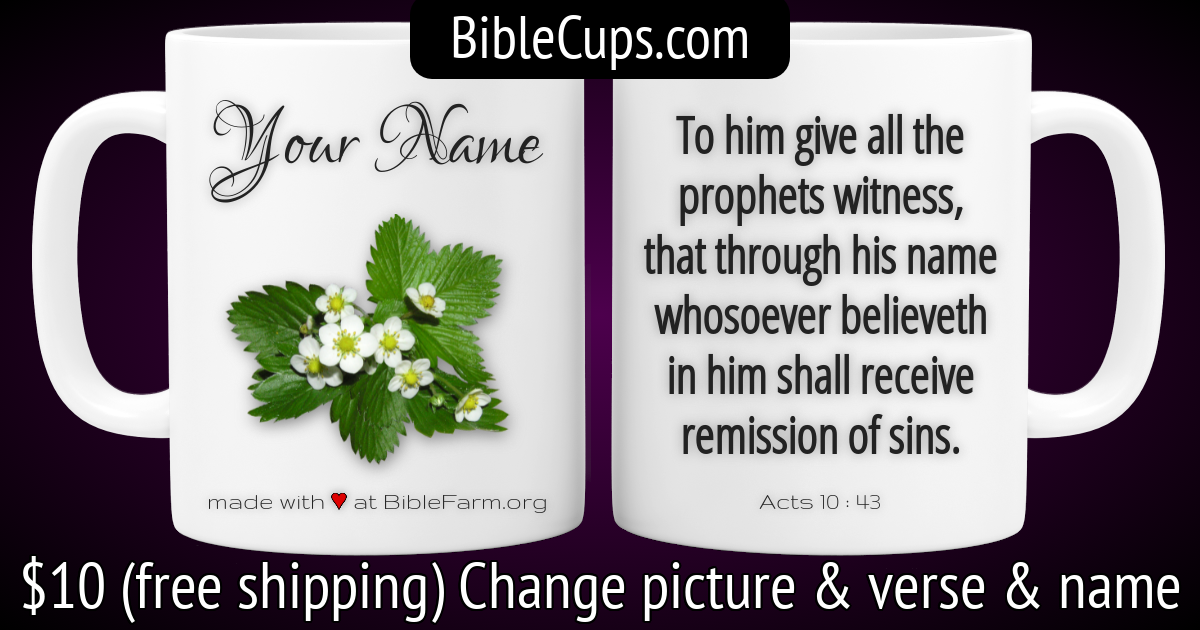 BibleCups.com
Your Name
made with ♥ at BibleFarm.org
To him give all the
prophets witness,
that through his name
whosoever believeth
in him shall receive
remission of sins.
Acts 10 : 43
$10 (free shipping) Change picture & verse & name